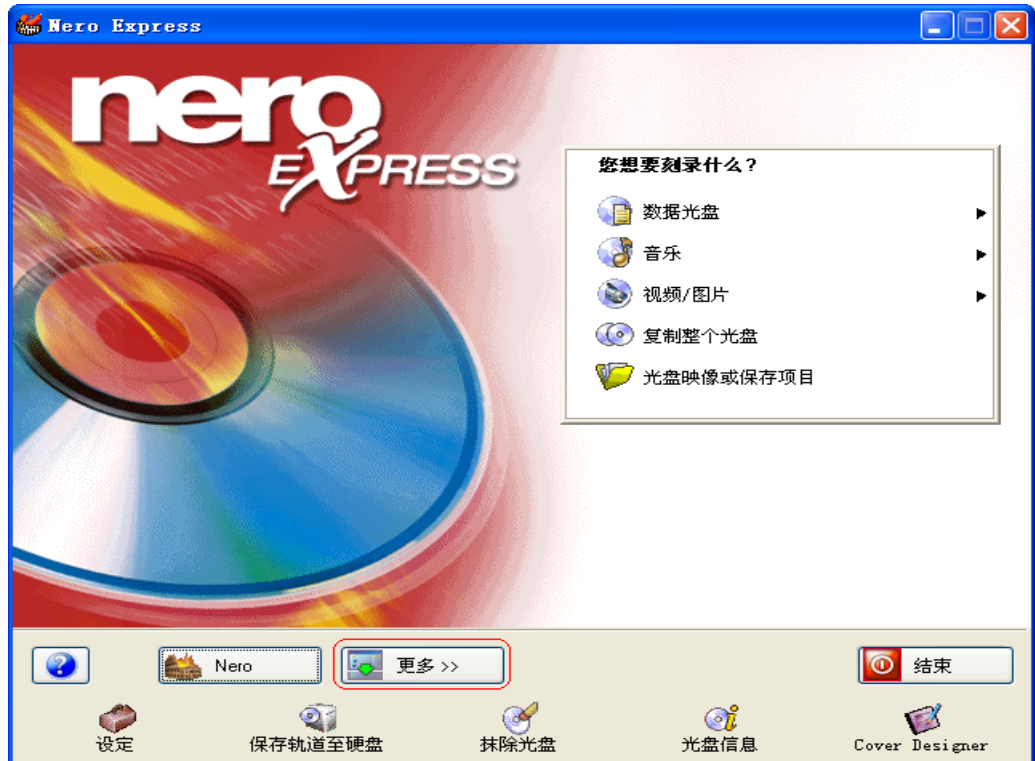 Nero Express
nero
EXPRESS
您想要刻录什么?
数据光盘
音乐
视频/图片
复制整个光盘
光盘映像或保存项目
Nero
更多 >>
结束
设定
保存轨道至硬盘
抹除光盘
光盘信息
Cover Designer